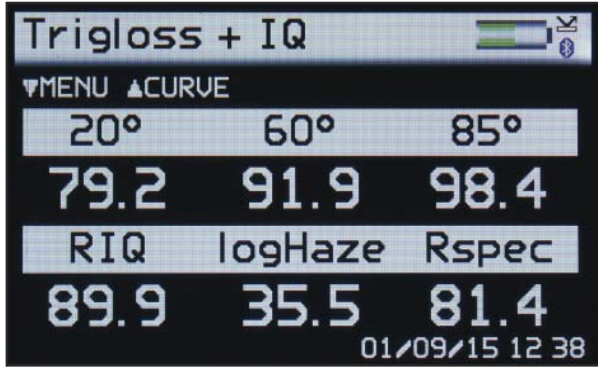 Trigloss + IQ
▼MENU ▲CURVE
20° 60° 85°
79.2 91.9 98.4
RIQ logHaze Rspec
89.9 35.5 81.4
01/09/15 12 38